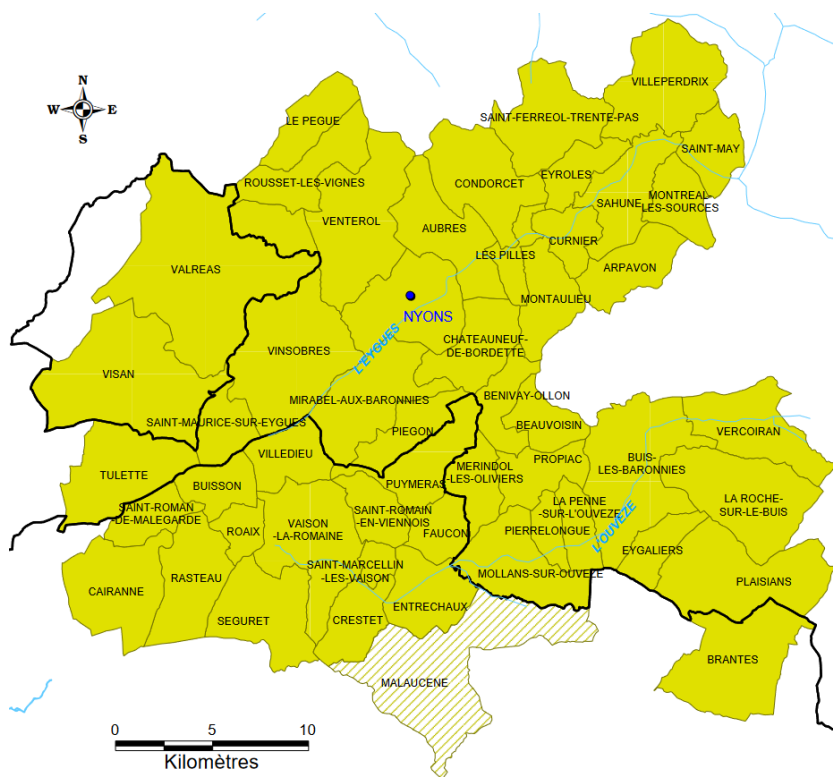 VILLEPERDRIX
N
W E
S
LE PEGUE
SAINT-FERREOL-TRENTE-PAS
SAINT-MAY
ROUSSET-LES-VIGNES
CONDORCET
EYROLES
MONTREAL
-LES-SOURCES
SAHUNE
VENTEROL
AUBRES
CURNIER
LES PILLES
ARPAVON
VALREAS
MONTAULIEU
NYONS
L'EYGUES
CHATEAUNEUF
-DE-BORDETTE
VINSOBRES
VISAN
MIRABEL-AUX-BARONNIES
BENIVAY-OLLON
SAINT-MAURICE-SUR-EYGUES
PIEGON
BEAUVOISIN
VERCOIRAN
VILLEDIEU
BUIS
-LES-BARONNIES
PROPIAC
MERINDOL
-LES-OLIVIERS
TULETTE
BUISSON
PUYMERAS
LA PENNE
-SUR-L'OUVEZE
LA ROCHE-
SUR-LE-BUIS
SAINT-ROMAN
-DE-MALEGARDE
SAINT-ROMAIN
-EN-VIENNOIS
ROAIX
VAISON
-LA-ROMAINE
FAUCON
PIERRELONGUE
L'OUVEZE
EYGALIERS
SAINT-MARCELLIN
-LES-VAISON
MOLLANS-SUR-OUVEZE
PLAISIANS
CAIRANNE
RASTEAU
ENTRECHAUX
SEGURET
CRESTET
BRANTES
MALAUCENE
0 5 10
Kilomètres